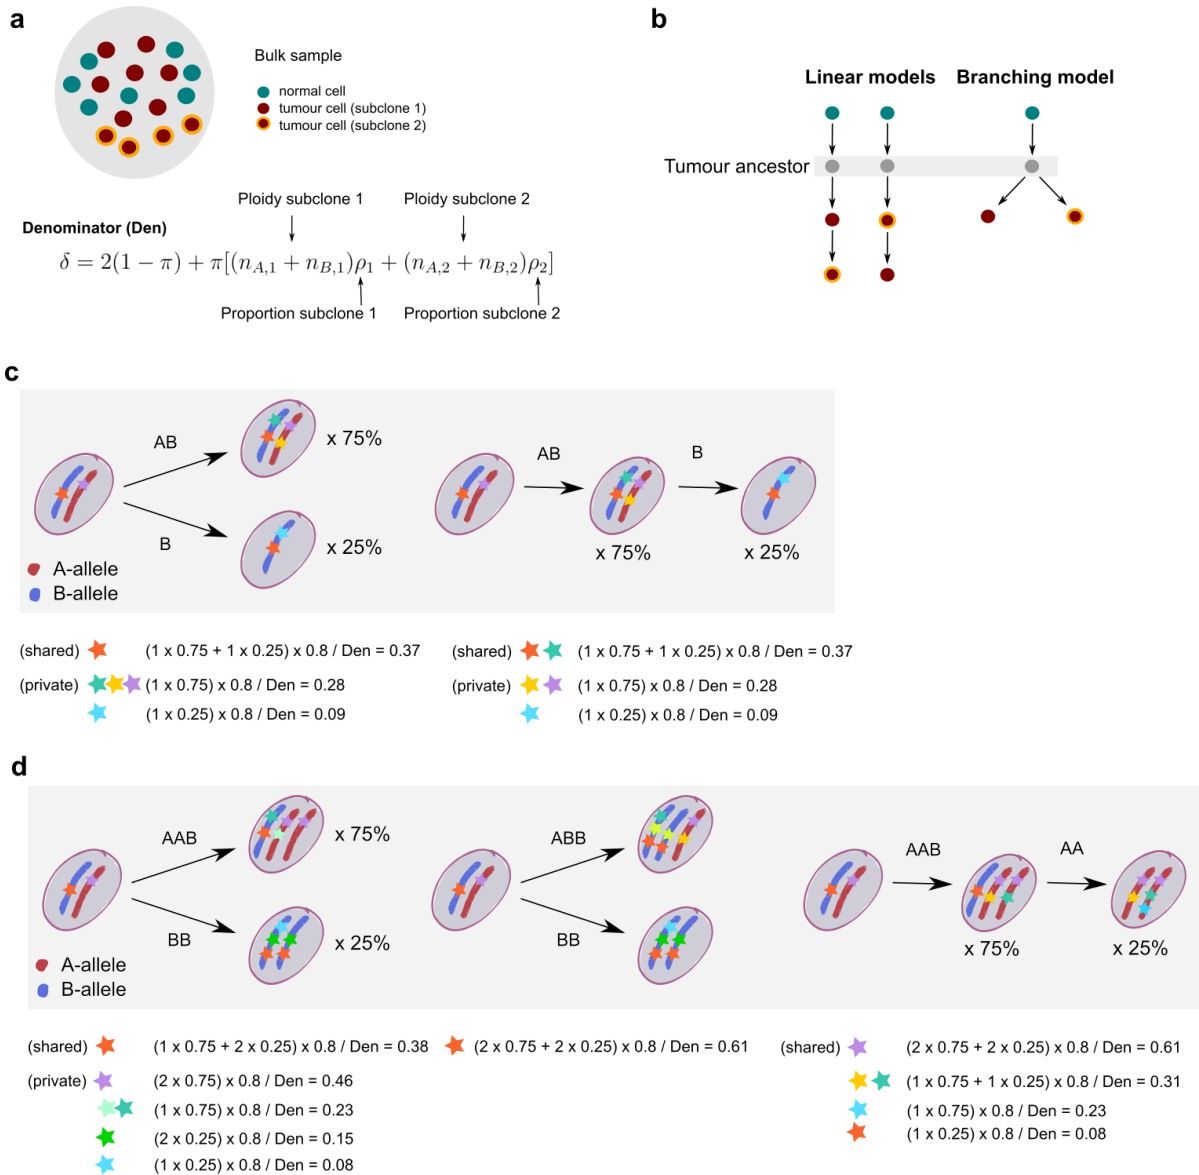 a
Bulk sample
normal cell
tumour cell (subclone 1)
tumour cell (subclone 2)
Ploidy subclone 1
Ploidy subclone 2
Denominator (Den)
δ = 2(1 − π) + π[(n_{A,1} + n_{B,1})ρ_1 + (n_{A,2} + n_{B,2})ρ_2]
Proportion subclone 1
Proportion subclone 2
b
Linear models
Branching model
Tumour ancestor
c
AB
x 75%
B
x 25%
A-allele
B-allele
AB
B
x 75%
x 25%
(shared) (1 x 0.75 + 1 x 0.25) x 0.8 / Den = 0.37
(private) (1 x 0.75) x 0.8 / Den = 0.28
(1 x 0.25) x 0.8 / Den = 0.09
(shared) (1 x 0.75 + 1 x 0.25) x 0.8 / Den = 0.37
(private) (1 x 0.75) x 0.8 / Den = 0.28
(1 x 0.25) x 0.8 / Den = 0.09
d
AAB
x 75%
BB
x 25%
A-allele
B-allele
ABB
BB
AAB
AA
x 75%
x 25%
(shared) (1 x 0.75 + 2 x 0.25) x 0.8 / Den = 0.38
(private) (2 x 0.75) x 0.8 / Den = 0.46
(1 x 0.75) x 0.8 / Den = 0.23
(2 x 0.25) x 0.8 / Den = 0.15
(1 x 0.25) x 0.8 / Den = 0.08
(2 x 0.75 + 2 x 0.25) x 0.8 / Den = 0.61
(shared) (2 x 0.75 + 2 x 0.25) x 0.8 / Den = 0.61
(1 x 0.75 + 1 x 0.25) x 0.8 / Den = 0.31
(1 x 0.75) x 0.8 / Den = 0.23
(1 x 0.25) x 0.8 / Den = 0.08